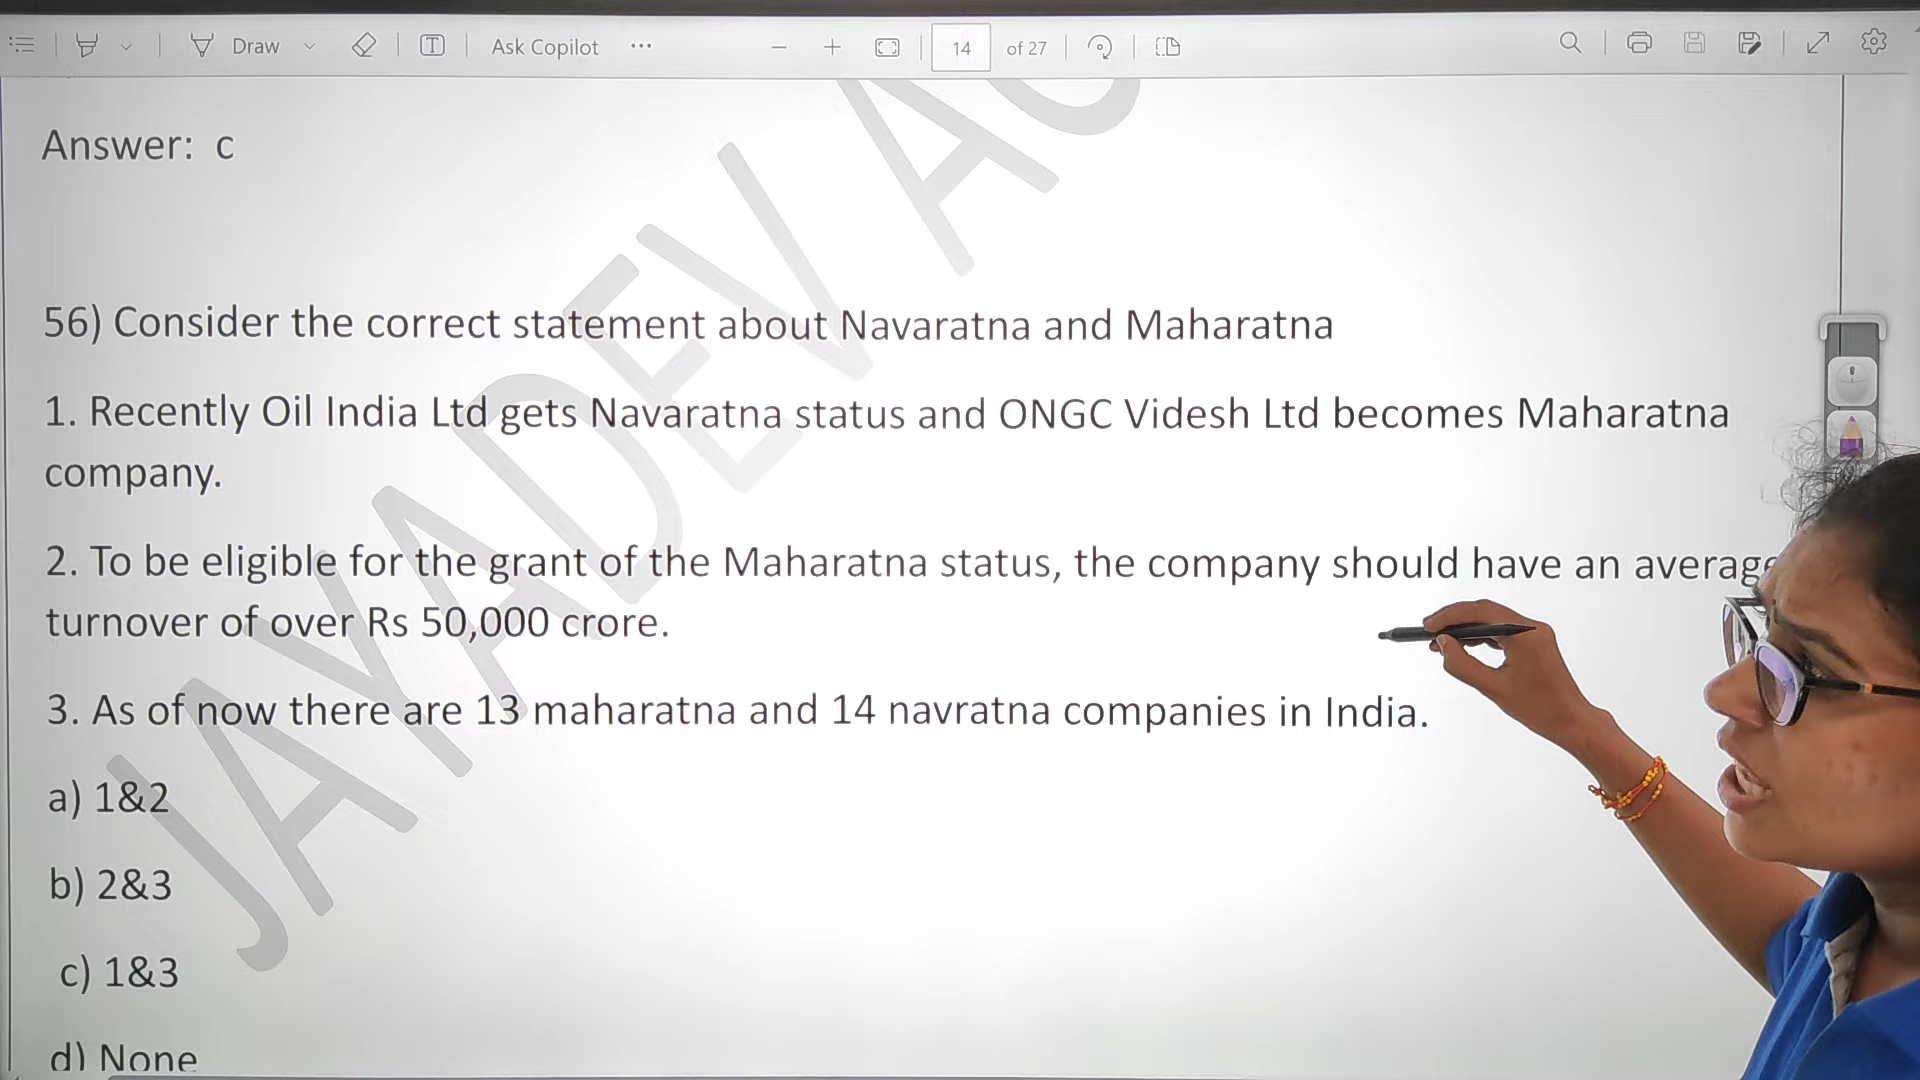 Draw
Ask Copilot
14
of 27
Answer: c
56) Consider the correct statement about Navaratna and Maharatna
1. Recently Oil India Ltd gets Navaratna status and ONGC Videsh Ltd becomes Maharatna
company.
2. To be eligible for the grant of the Maharatna status, the company should have an average
turnover of over Rs 50,000 crore.
3. As of now there are 13 maharatna and 14 navratna companies in India.
a) 1&2
b) 2&3
c) 1&3
d) None
JAYADEV